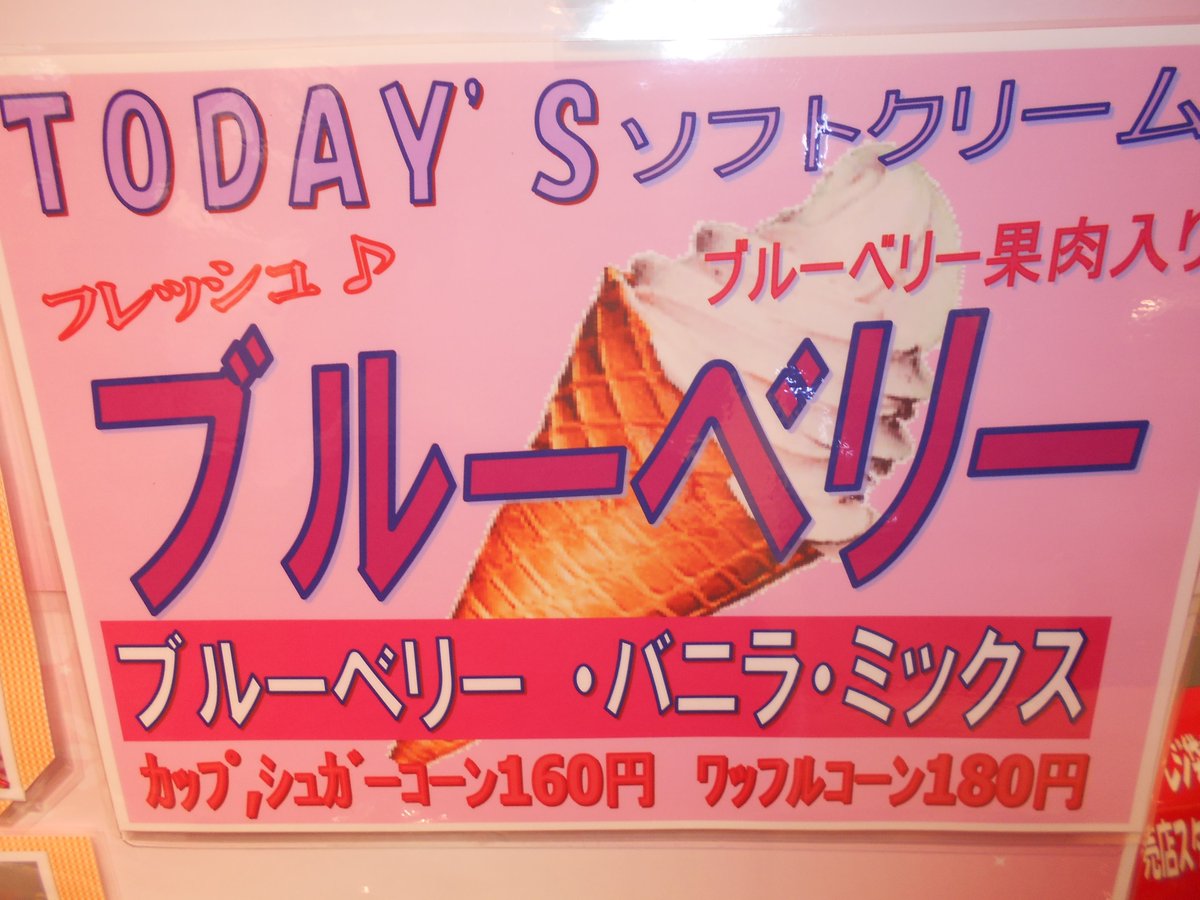 TODAY'S ソフトクリーム
フレッシュ♪
ブルーベリー果肉入り
ブルーベリー
ブルーベリー・バニラ・ミックス
カップ,シュガーコーン160円 ワッフルコーン180円
売店ス